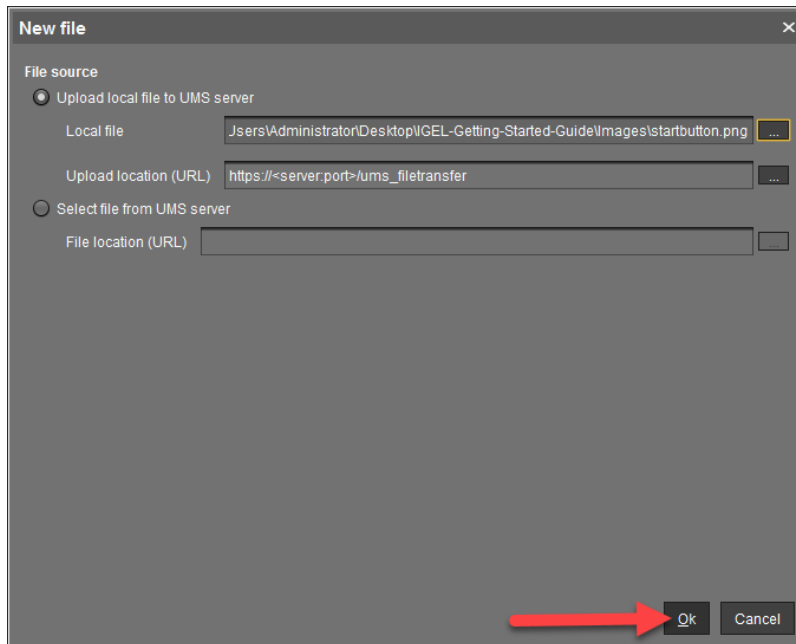 New file
File source
Upload local file to UMS server
Local file Jsers\Administrator\Desktop\IGEL-Getting-Started-Guide\Images\startbutton.png ...
Upload location (URL) https://<server:port>/ums_filetransfer ...
Select file from UMS server
File location (URL) ...
Ok Cancel